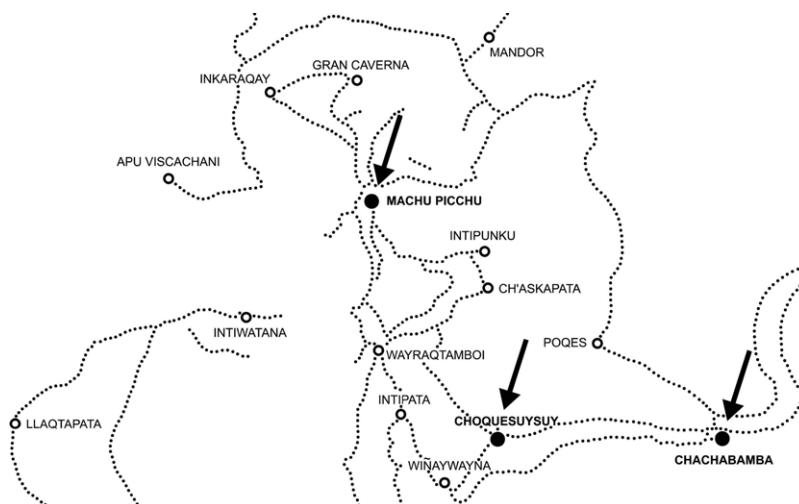 MANDOR
GRAN CAVERNA
INKARAQAY
APU VISCACHANI
MACHU PICCHU
INTIPUNKU
CH'ASKAPATA
INTIWATANA
WAYRAQTAMBOI
POQES
INTIPATA
LLAQTAPATA
CHOQUESUYSUY
CHACHABAMBA
WIÑAYWAYNA